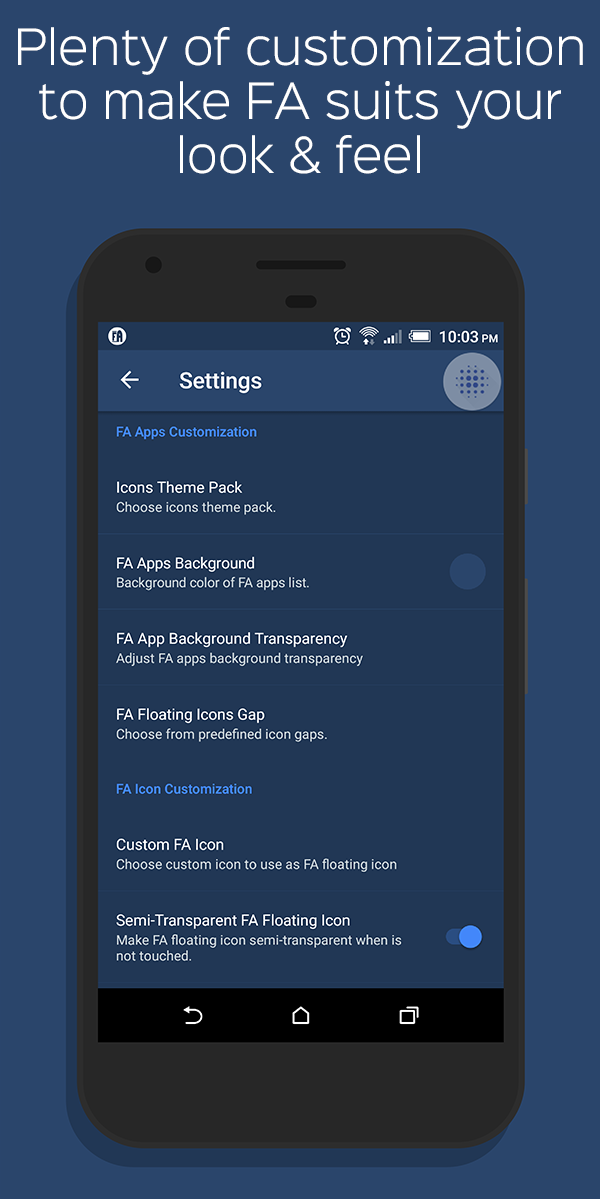 Plenty of customization
to make FA suits your
look & feel
FA
10:03 PM
Settings
FA Apps Customization
Icons Theme Pack
Choose icons theme pack.
FA Apps Background
Background color of FA apps list.
FA App Background Transparency
Adjust FA apps background transparency
FA Floating Icons Gap
Choose from predefined icon gaps.
FA Icon Customization
Custom FA Icon
Choose custom icon to use as FA floating icon
Semi-Transparent FA Floating Icon
Make FA floating icon semi-transparent when is
not touched.